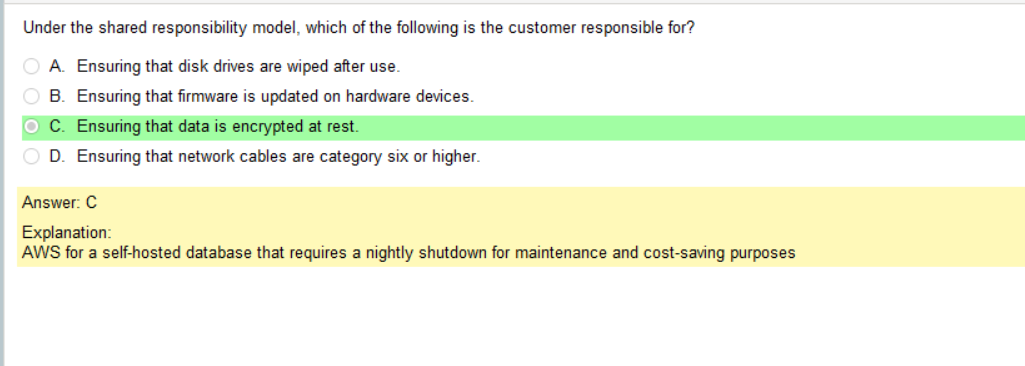 Under the shared responsibility model, which of the following is the customer responsible for?
A. Ensuring that disk drives are wiped after use.
B. Ensuring that firmware is updated on hardware devices.
C. Ensuring that data is encrypted at rest.
D. Ensuring that network cables are category six or higher.
Answer: C
Explanation:
AWS for a self-hosted database that requires a nightly shutdown for maintenance and cost-saving purposes